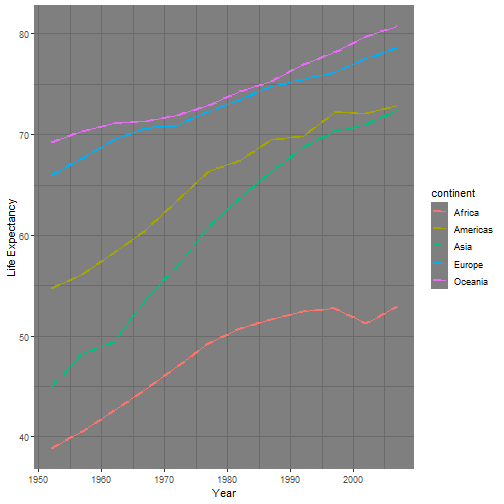 80
70
60
50
40
Life Expectancy
1950
1960
1970
1980
1990
2000
Year
continent
Africa
Americas
Asia
Europe
Oceania